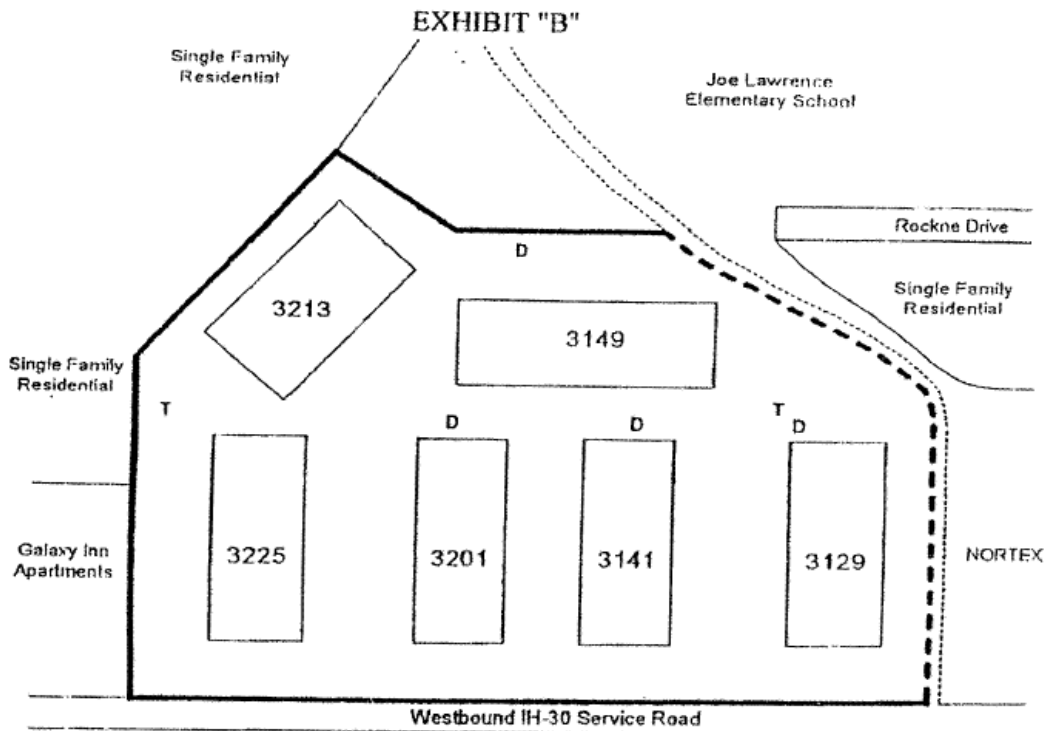 EXHIBIT "B"
Single Family
Residential
Joe Lawrence
Elementary School
Rockne Drive
D
Single Family
Residential
3213
3149
Single Family
Residential
T
T
D
D
D
3225
3201
3141
3129
Galaxy Inn
Apartments
NORTEX
Westbound IH-30 Service Road